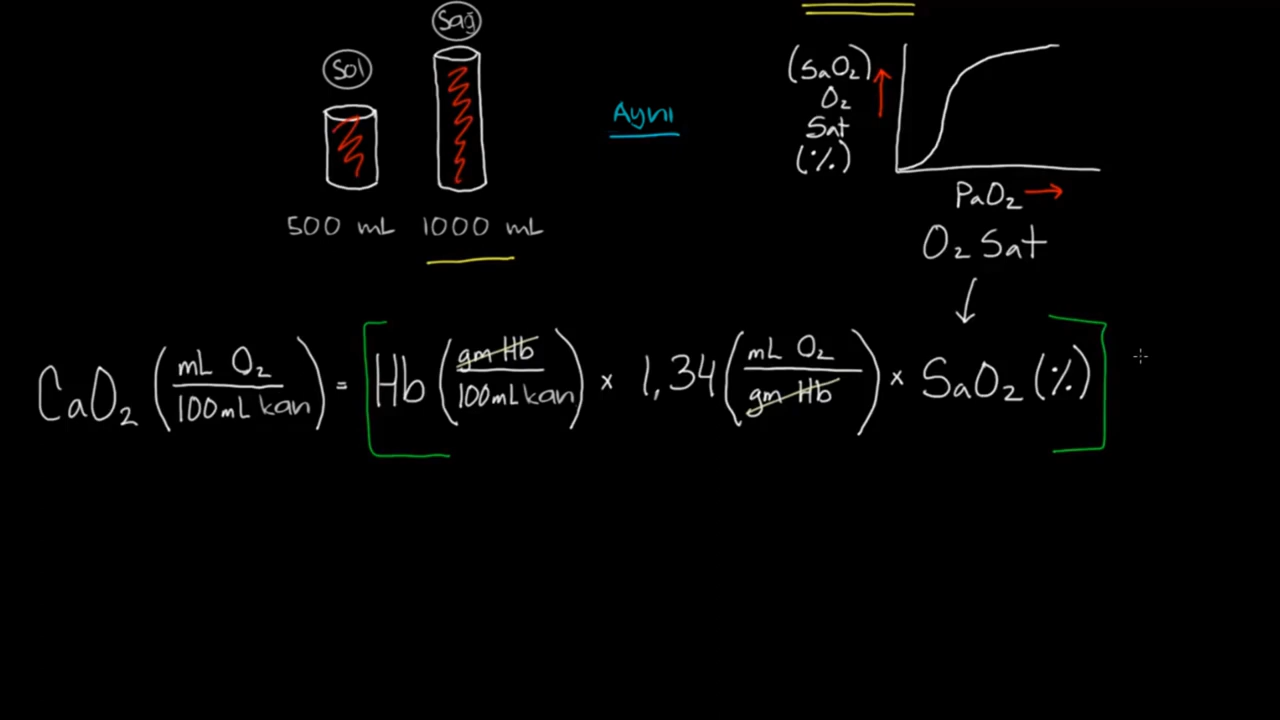 Sol
Sağ
500 mL
1000 mL
Aynı
(SaO₂)
O₂
Sat
(%)
PaO₂
O₂ Sat
CaO₂ (mL O₂ / 100mL kan) = [Hb (gm Hb / 100mL kan) × 1,34 (mL O₂ / gm Hb) × SaO₂ (%)]